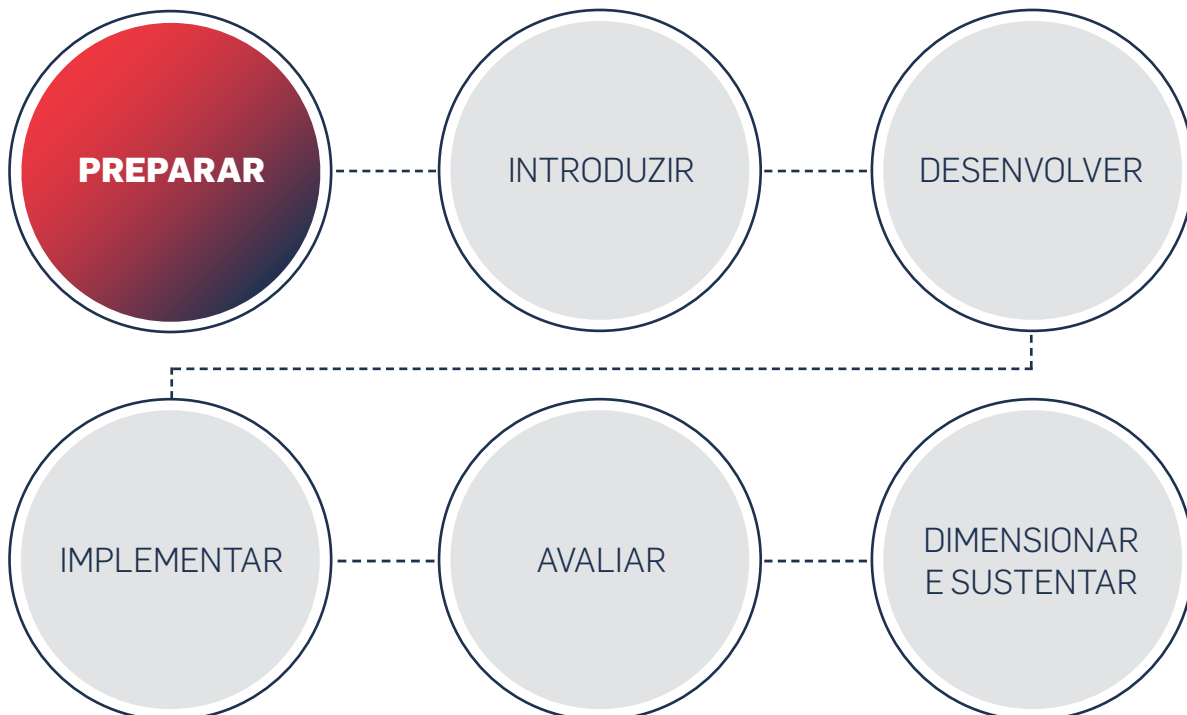 PREPARAR
INTRODUZIR
DESENVOLVER
IMPLEMENTAR
AVALIAR
DIMENSIONAR
E SUSTENTAR